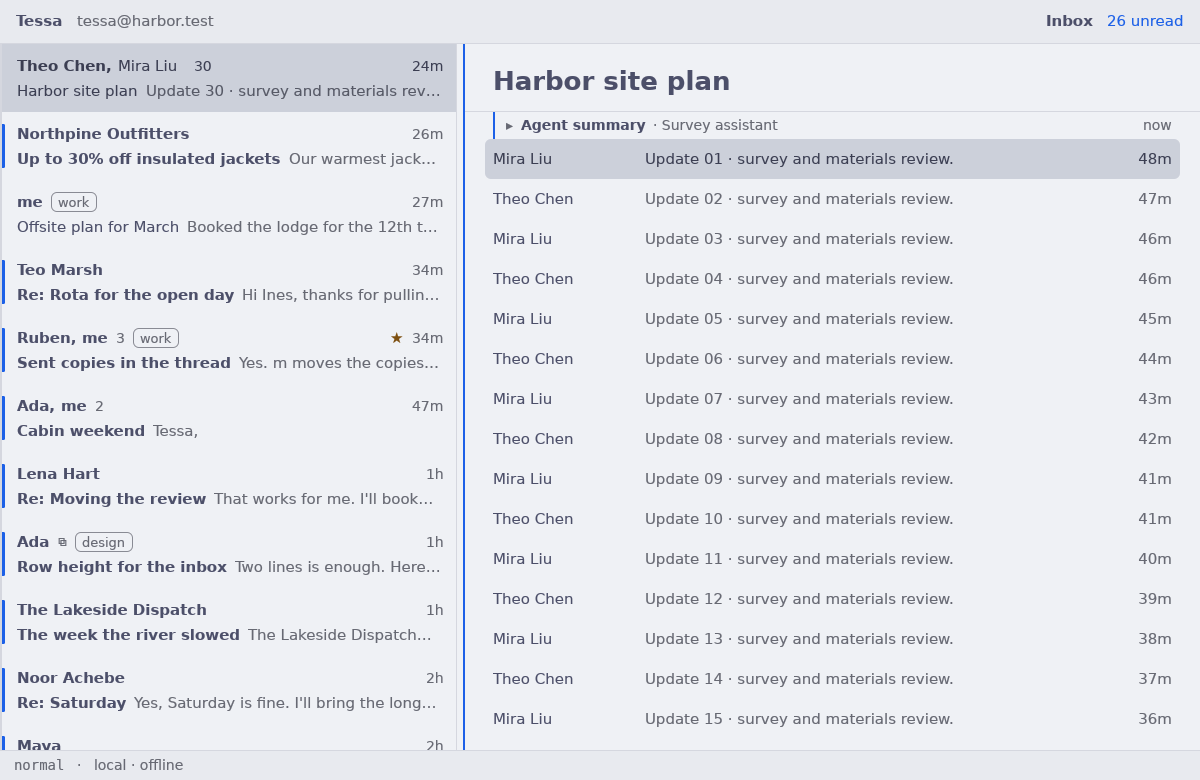 Tessa tessa@harbor.test
Inbox 26 unread
Theo Chen, Mira Liu 30 24m
Harbor site plan Update 30 · survey and materials rev…
Northpine Outfitters 26m
Up to 30% off insulated jackets Our warmest jack…
me work 27m
Offsite plan for March Booked the lodge for the 12th t…
Teo Marsh 34m
Re: Rota for the open day Hi Ines, thanks for pullin…
Ruben, me 3 work ★ 34m
Sent copies in the thread Yes. m moves the copies…
Ada, me 2 47m
Cabin weekend Tessa,
Lena Hart 1h
Re: Moving the review That works for me. I'll book…
Ada design 1h
Row height for the inbox Two lines is enough. Here…
The Lakeside Dispatch 1h
The week the river slowed The Lakeside Dispatch…
Noor Achebe 2h
Re: Saturday Yes, Saturday is fine. I'll bring the long…
Maya 2h
Harbor site plan
▸ Agent summary · Survey assistant now
Mira Liu Update 01 · survey and materials review. 48m
Theo Chen Update 02 · survey and materials review. 47m
Mira Liu Update 03 · survey and materials review. 46m
Theo Chen Update 04 · survey and materials review. 46m
Mira Liu Update 05 · survey and materials review. 45m
Theo Chen Update 06 · survey and materials review. 44m
Mira Liu Update 07 · survey and materials review. 43m
Theo Chen Update 08 · survey and materials review. 42m
Mira Liu Update 09 · survey and materials review. 41m
Theo Chen Update 10 · survey and materials review. 41m
Mira Liu Update 11 · survey and materials review. 40m
Theo Chen Update 12 · survey and materials review. 39m
Mira Liu Update 13 · survey and materials review. 38m
Theo Chen Update 14 · survey and materials review. 37m
Mira Liu Update 15 · survey and materials review. 36m
normal · local · offline